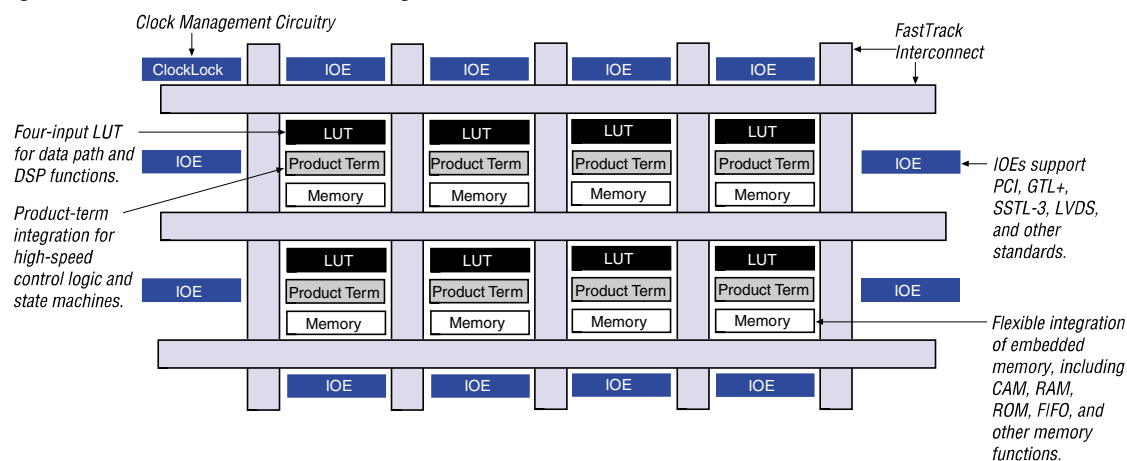 Clock Management Circuitry
FastTrack
Interconnect
ClockLock
IOE
IOE
IOE
IOE
Four-input LUT
for data path and
DSP functions.
LUT
LUT
LUT
LUT
IOE
Product Term
Product Term
Product Term
Product Term
IOE
IOEs support
PCI, GTL+,
SSTL-3, LVDS,
and other
standards.
Memory
Memory
Memory
Memory
Product-term
integration for
high-speed
control logic and
state machines.
LUT
LUT
LUT
LUT
IOE
Product Term
Product Term
Product Term
Product Term
IOE
Memory
Memory
Memory
Memory
Flexible integration
of embedded
memory, including
CAM, RAM,
ROM, FIFO, and
other memory
functions.
IOE
IOE
IOE
IOE